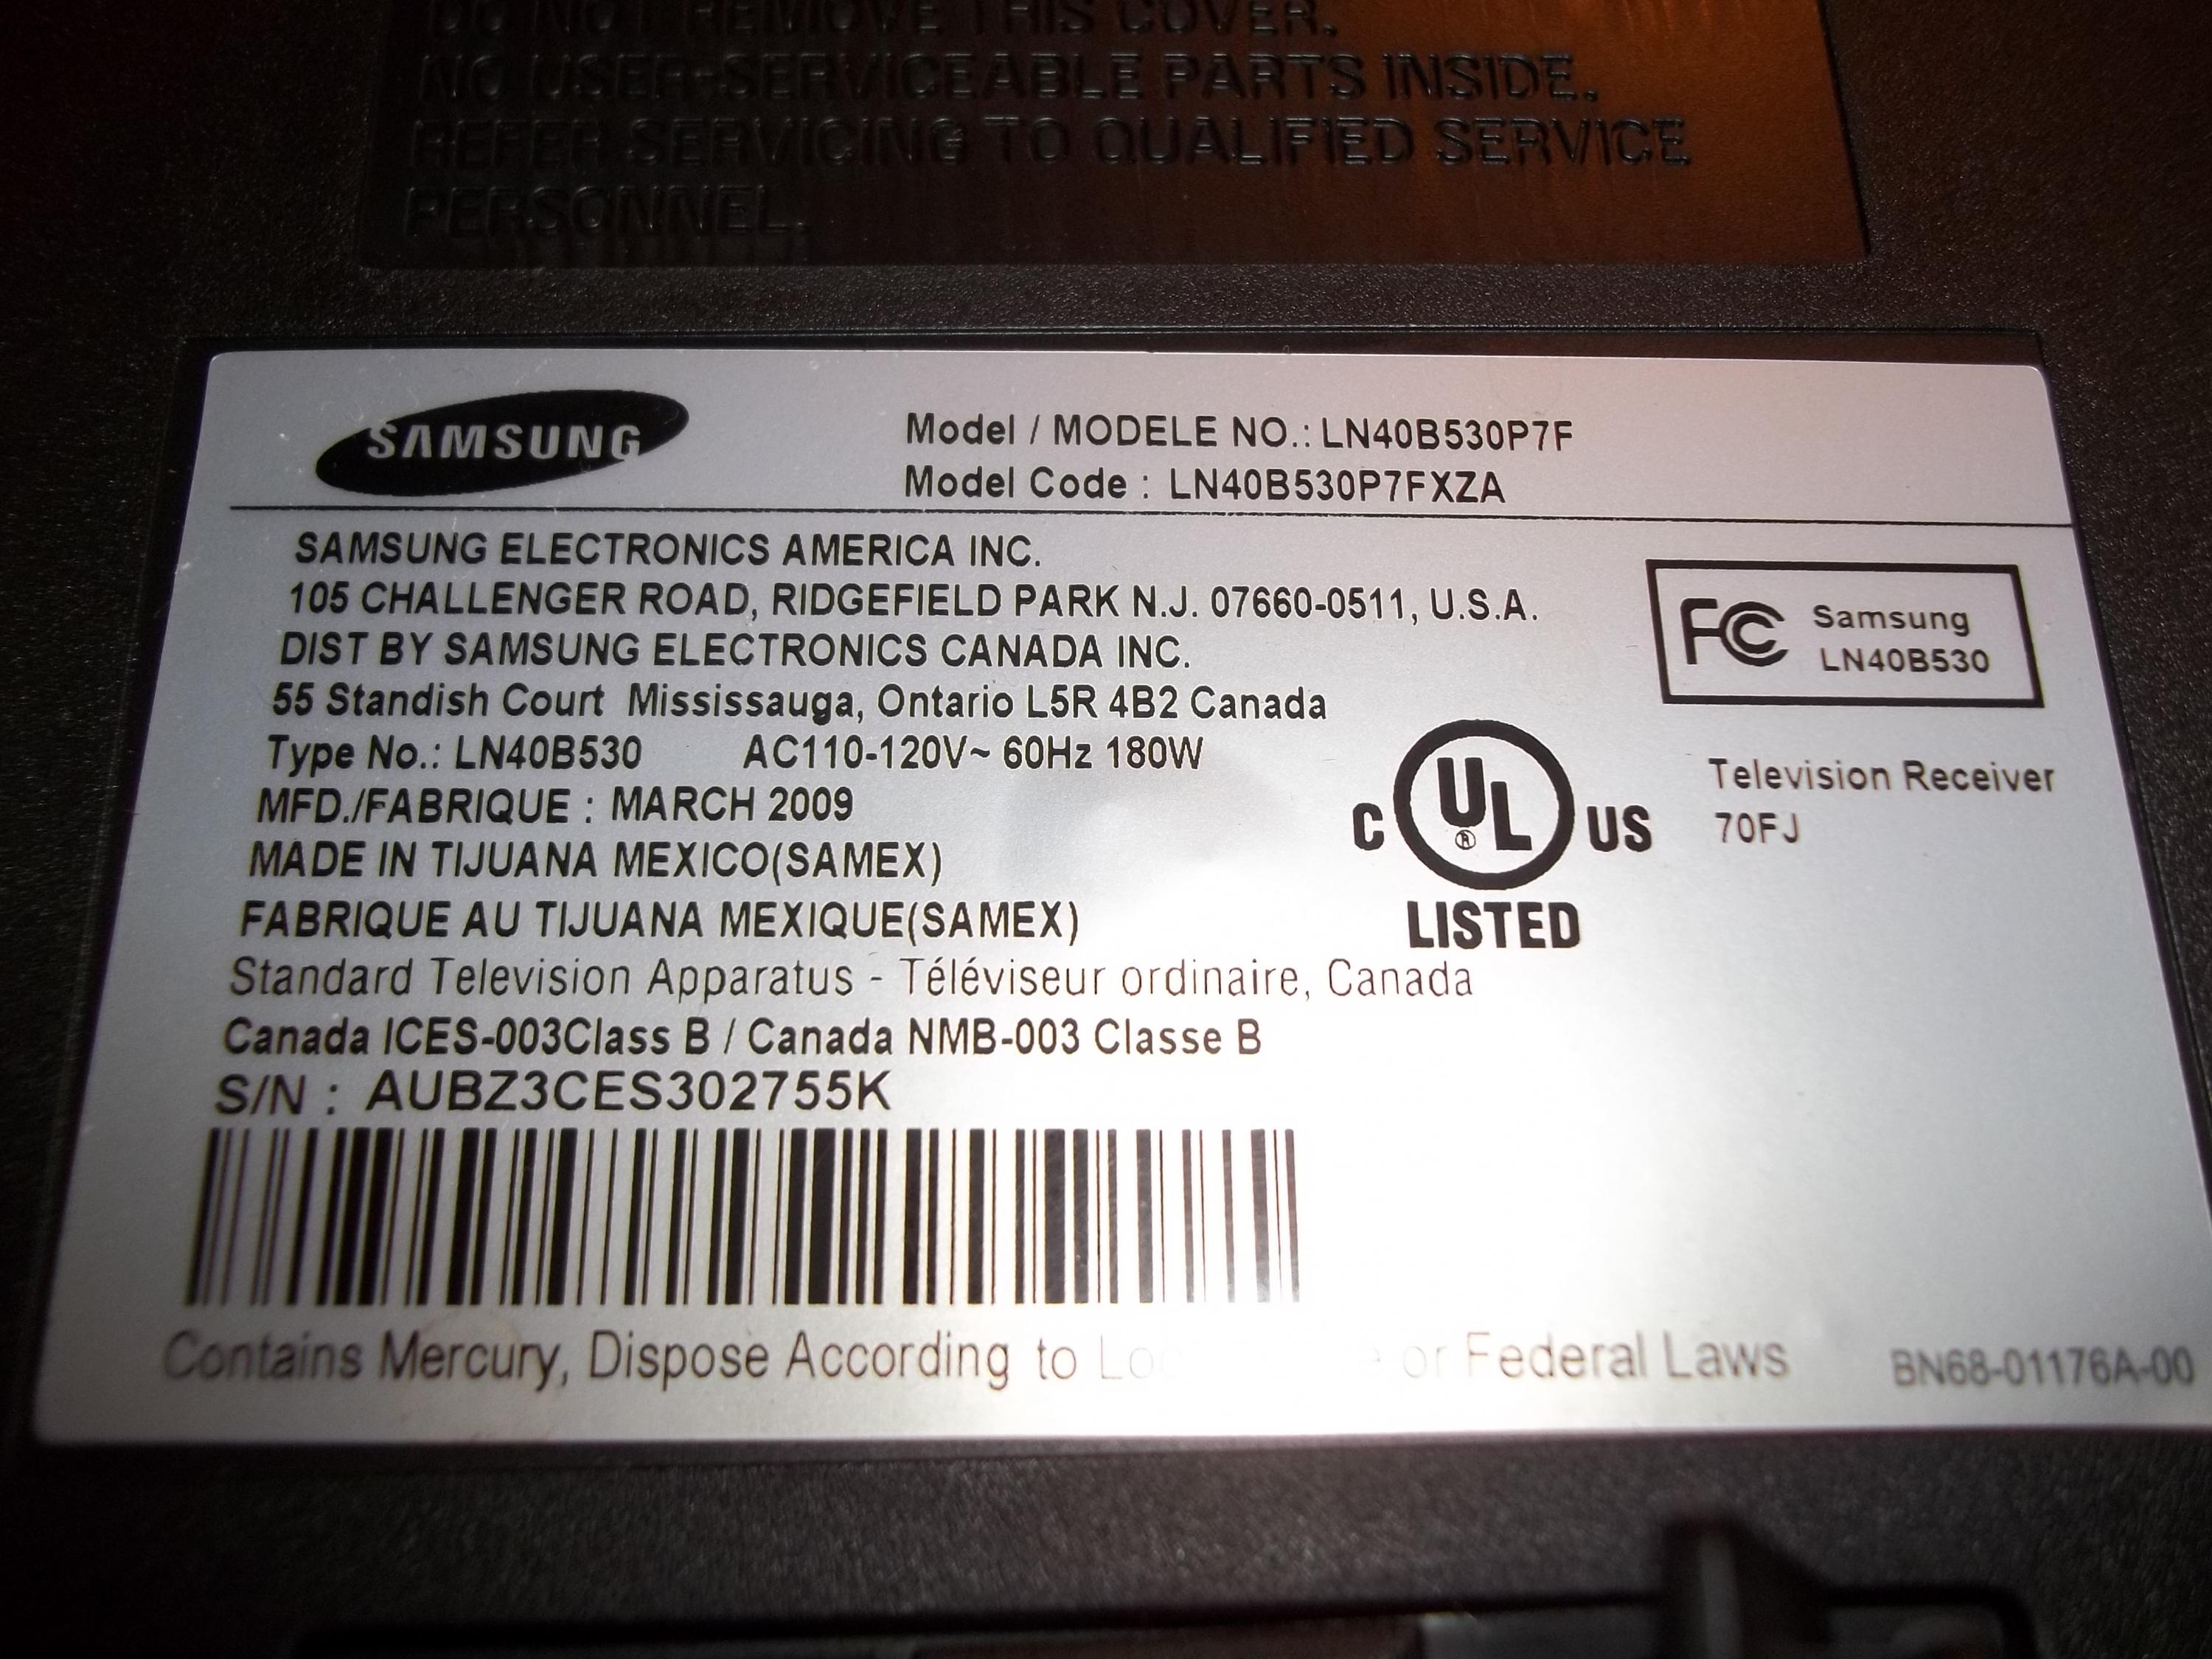 DO NOT REMOVE THIS COVER.
NO USER-SERVICEABLE PARTS INSIDE.
REFER SERVICING TO QUALIFIED SERVICE
PERSONNEL.
SAMSUNG
Model / MODELE NO.: LN40B530P7F
Model Code : LN40B530P7FXZA
SAMSUNG ELECTRONICS AMERICA INC.
105 CHALLENGER ROAD, RIDGEFIELD PARK N.J. 07660-0511, U.S.A.
DIST BY SAMSUNG ELECTRONICS CANADA INC.
55 Standish Court Mississauga, Ontario L5R 4B2 Canada
Type No.: LN40B530 AC110-120V~ 60Hz 180W
MFD./FABRIQUE : MARCH 2009
MADE IN TIJUANA MEXICO(SAMEX)
FABRIQUE AU TIJUANA MEXIQUE(SAMEX)
Standard Television Apparatus - Téléviseur ordinaire, Canada
Canada ICES-003Class B / Canada NMB-003 Classe B
S/N : AUBZ3CES302755K
FC Samsung
LN40B530
C UL ® US
LISTED
Television Receiver
70FJ
Contains Mercury, Dispose According to or Federal Laws
BN68-01176A-00